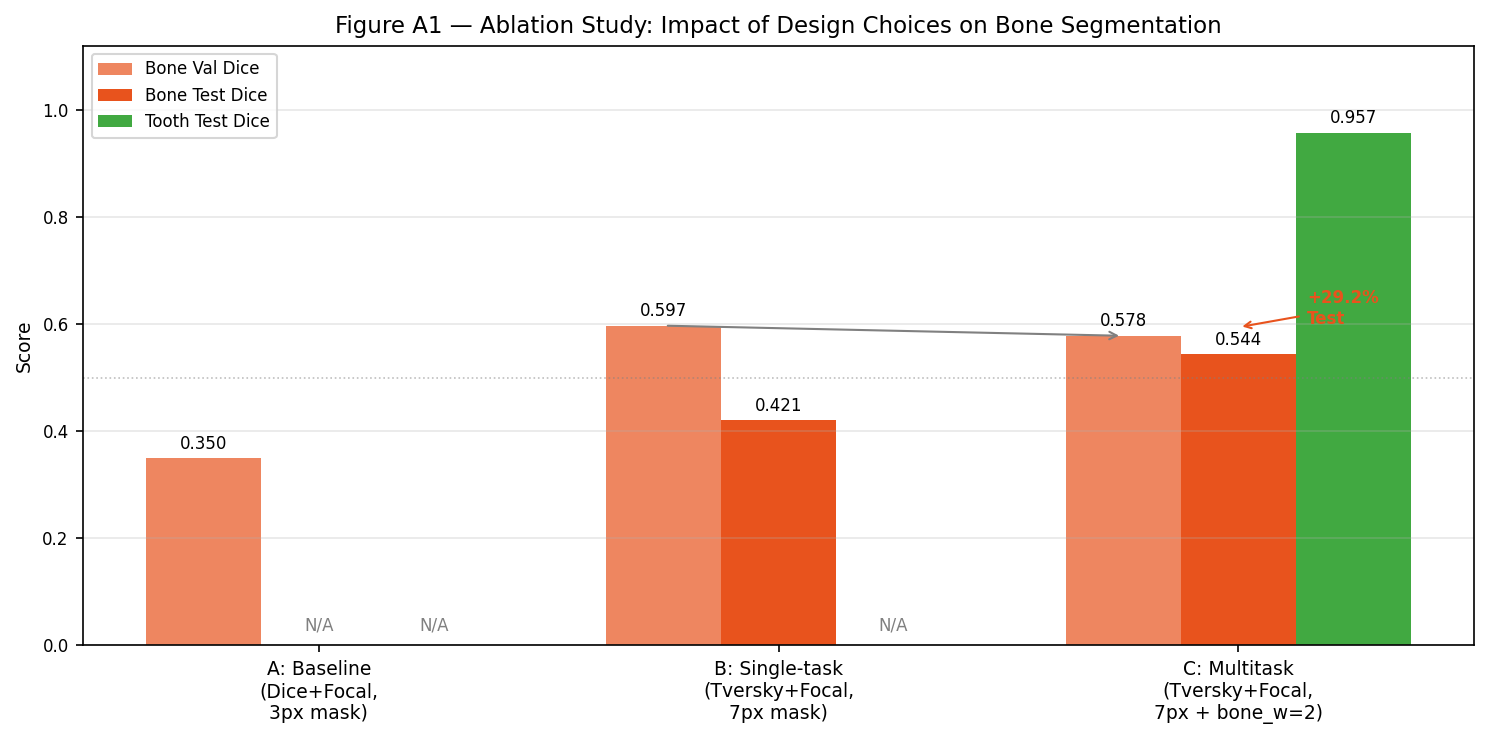 Figure A1 — Ablation Study: Impact of Design Choices on Bone Segmentation
Bone Val Dice
Bone Test Dice
Tooth Test Dice
Score
1.0
0.8
0.6
0.4
0.2
0.0
0.350
N/A
N/A
0.597
0.421
N/A
0.578
0.544
0.957
+29.2%
Test
A: Baseline
(Dice+Focal,
3px mask)
B: Single-task
(Tversky+Focal,
7px mask)
C: Multitask
(Tversky+Focal,
7px + bone_w=2)